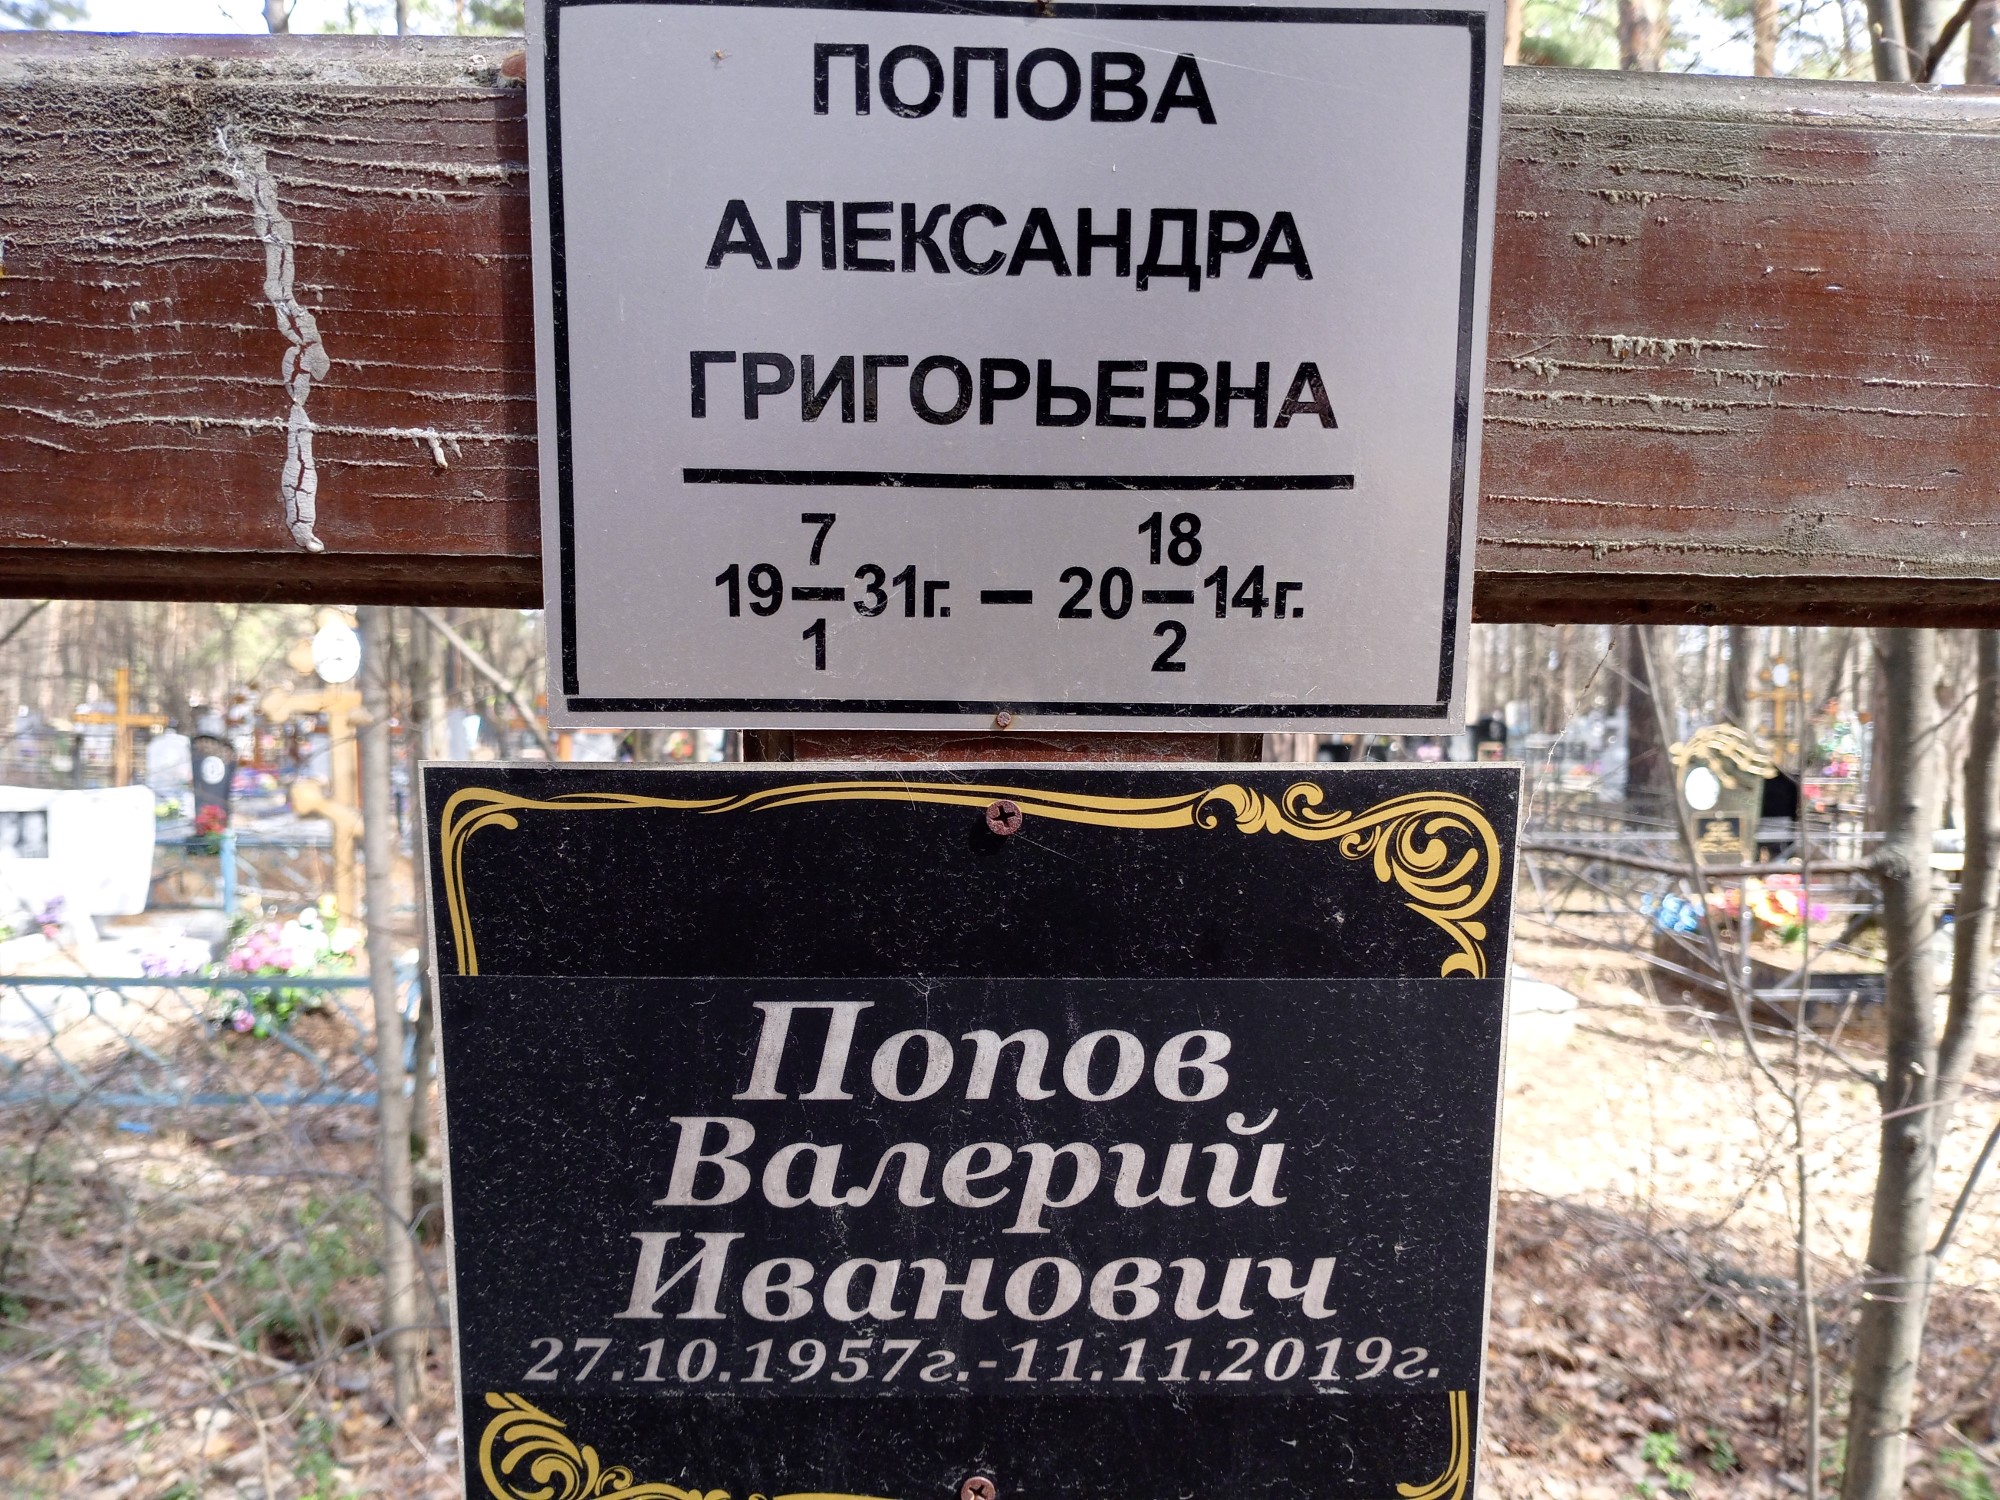 ПОПОВА
АЛЕКСАНДРА
ГРИГОРЬЕВНА
19 7/1 31г. — 20 18/2 14г.
Попов
Валерий
Иванович
27.10.1957г.-11.11.2019г.